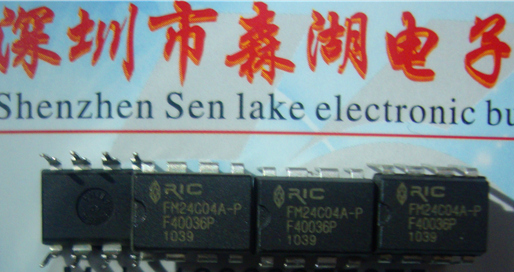 深圳市森湖电子
Shenzhen Sen lake electronic bu
RIC
FM24C04A-P
F40036P
1039
RIC
FM24C04A-P
F40036P
1039
RIC
FM24C04A-P
F40036P
1039